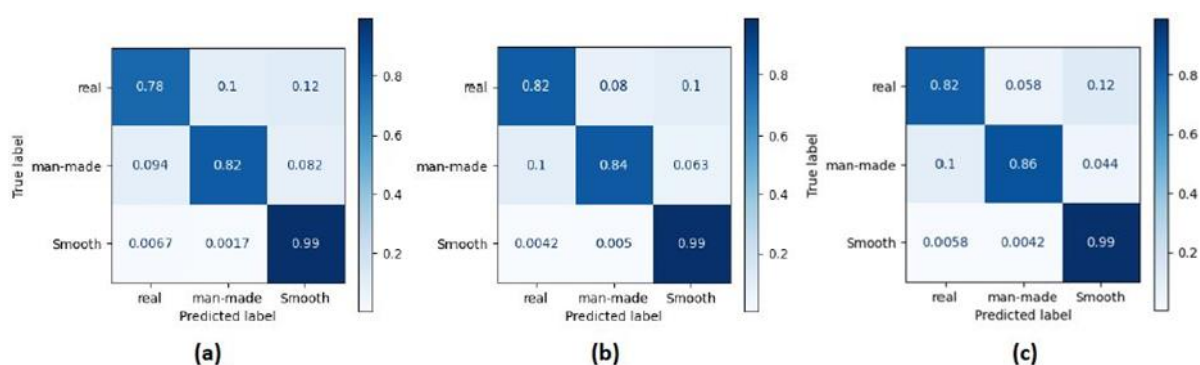 0.8
real
0.78
0.1
0.12
0.6
True label
man-made
0.094
0.82
0.082
0.4
Smooth
0.0067
0.0017
0.99
0.2
real
man-made
Smooth
Predicted label
(a)
0.8
real
0.82
0.08
0.1
0.6
True label
man-made
0.1
0.84
0.063
0.4
Smooth
0.0042
0.005
0.99
0.2
real
man-made
Smooth
Predicted label
(b)
0.8
real
0.82
0.058
0.12
0.6
True label
man-made
0.1
0.86
0.044
0.4
Smooth
0.0058
0.0042
0.99
0.2
real
man-made
Smooth
Predicted label
(c)